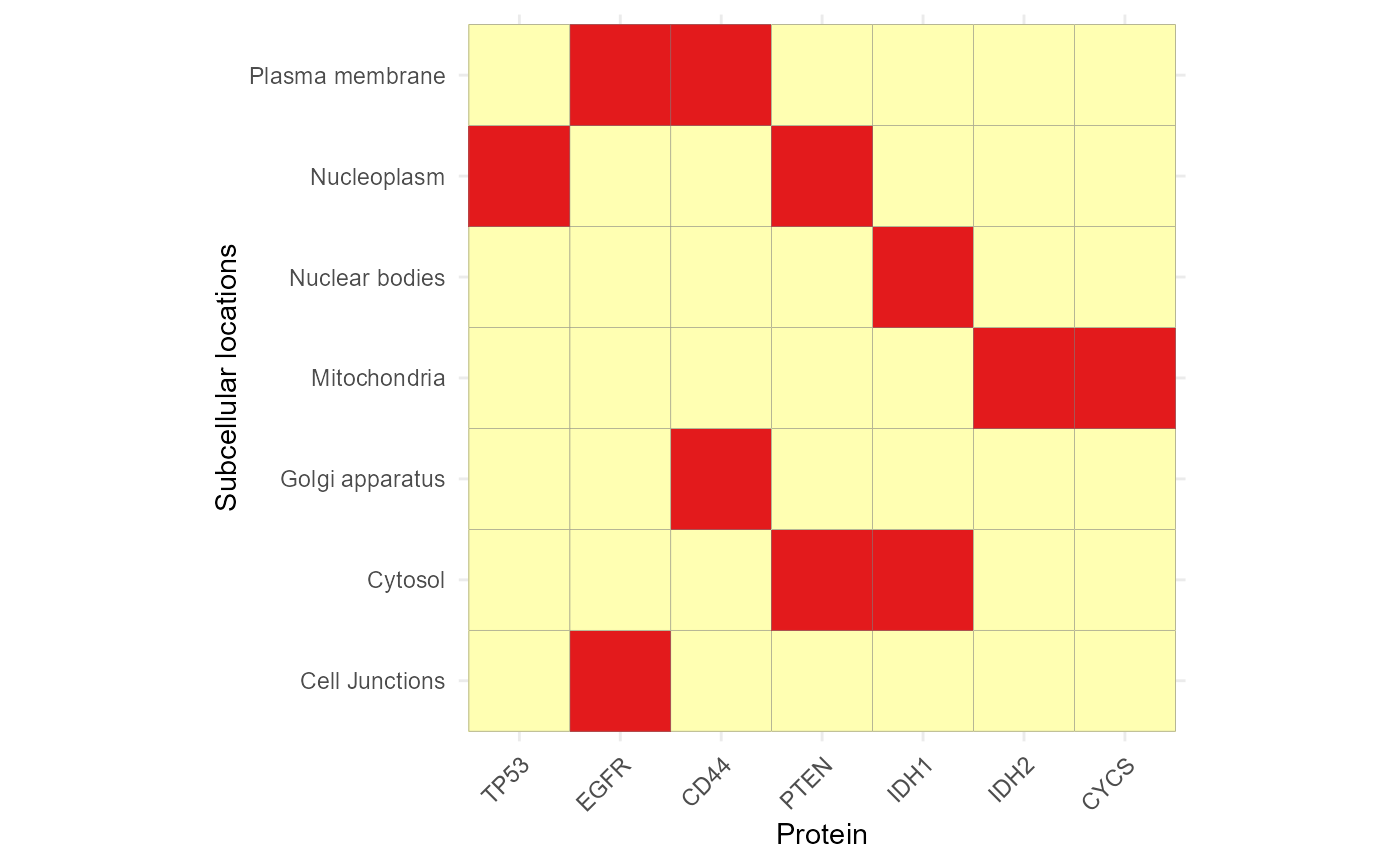 Plasma membrane
Nucleoplasm
Nuclear bodies
Mitochondria
Golgi apparatus
Cytosol
Cell Junctions
Subcellular locations
TP53
EGFR
CD44
PTEN
IDH1
IDH2
CYCS
Protein